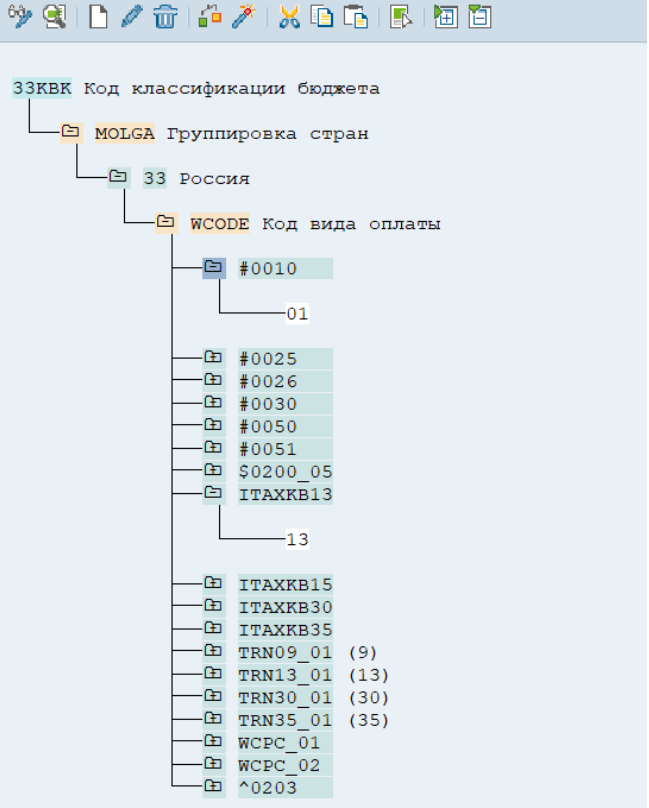 33KBK Код классификации бюджета
MOLGA Группировка стран
33 Россия
WCODE Код вида оплаты
#0010
01
#0025
#0026
#0030
#0050
#0051
$0200_05
ITAXKB13
13
ITAXKB15
ITAXKB30
ITAXKB35
TRN09_01 (9)
TRN13_01 (13)
TRN30_01 (30)
TRN35_01 (35)
WCPC_01
WCPC_02
^0203